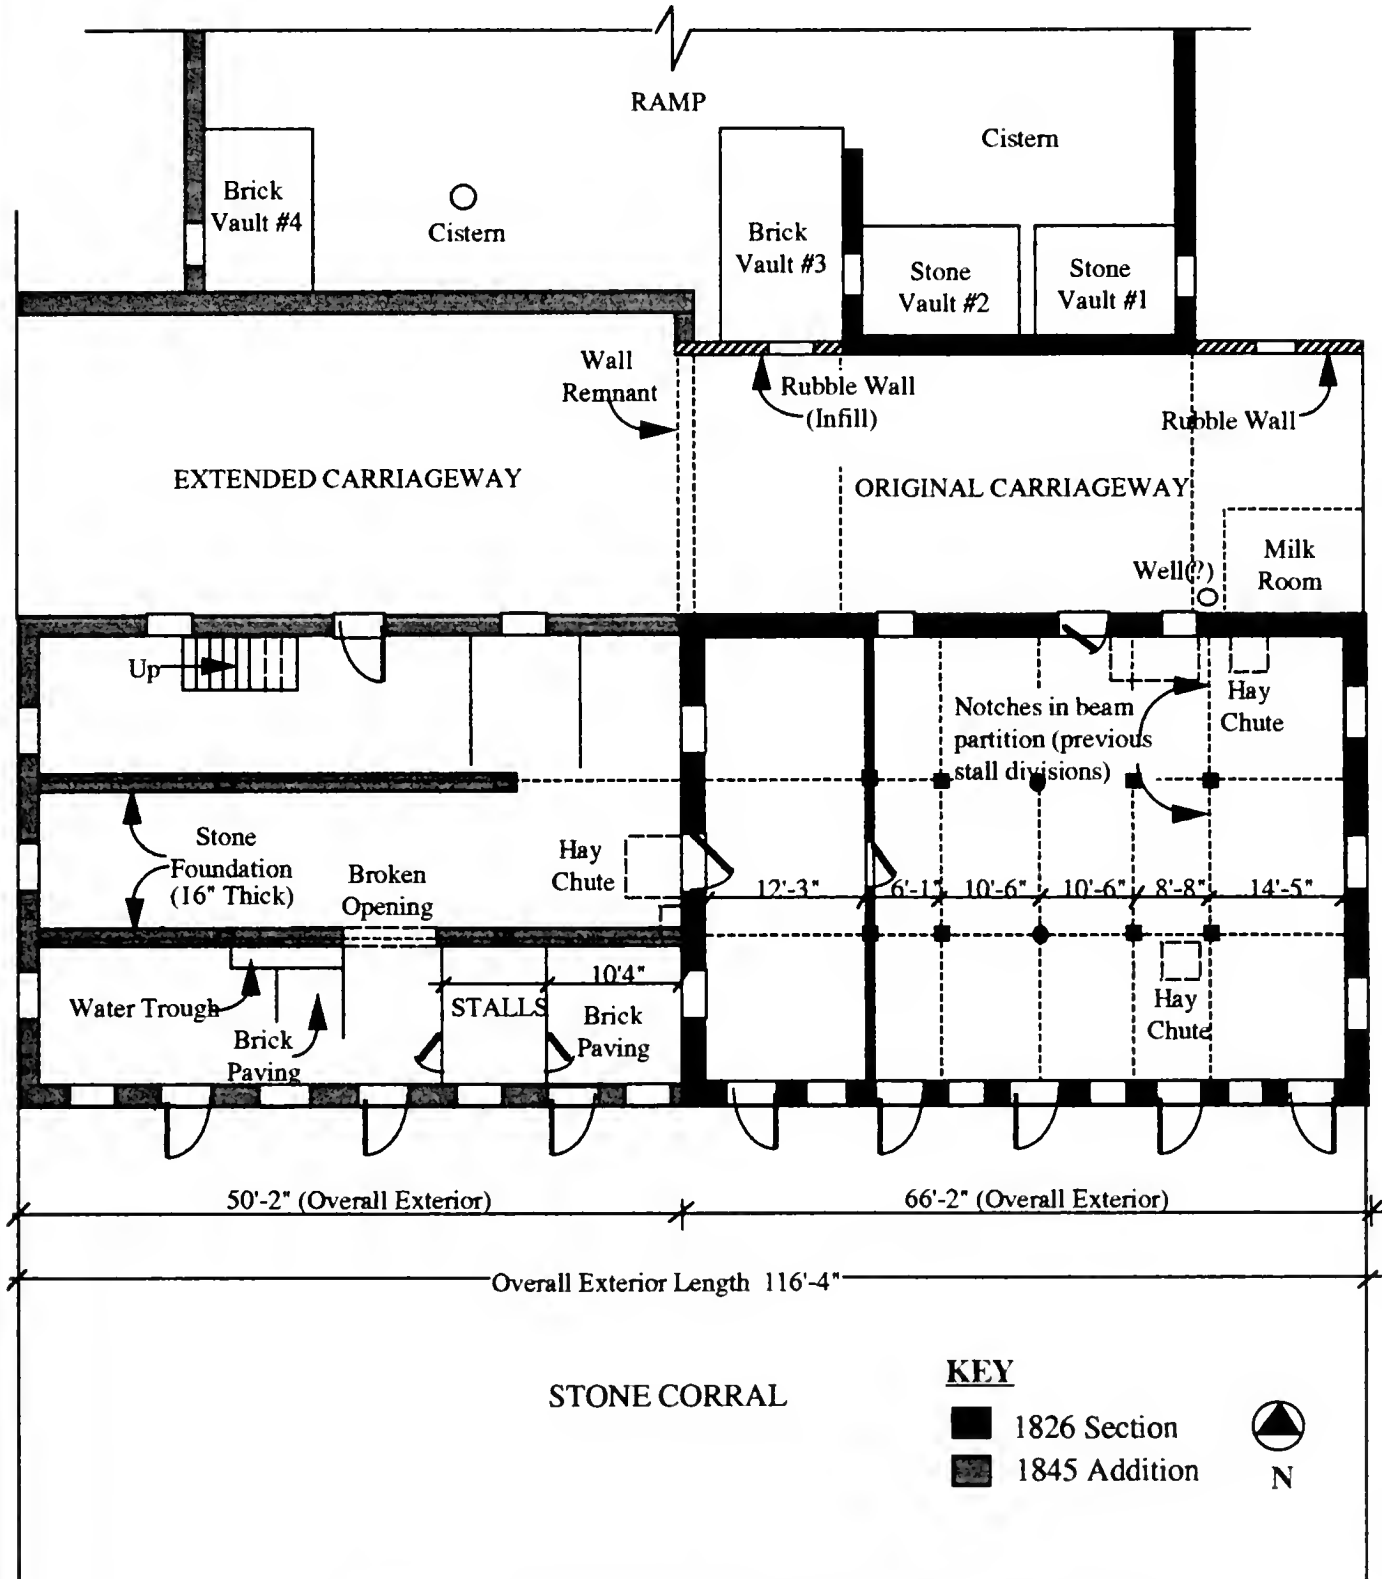 RAMP
Cistern
Brick
Vault #4
Cistern
Brick
Vault #3
Stone
Vault #2
Stone
Vault #1
Wall
Remnant
Rubble Wall
(Infill)
Rubble Wall
EXTENDED CARRIAGEWAY
ORIGINAL CARRIAGEWAY
Milk
Room
Well(?)
Up
Notches in beam
partition (previous
stall divisions)
Hay
Chute
Stone
Foundation
(16" Thick)
Broken
Opening
Hay
Chute
12'-3"
6'-1"
10'-6"
10'-6"
8'-8"
14'-5"
Water Trough
Brick
Paving
STALLS
10'4"
Brick
Paving
Hay
Chute
50'-2" (Overall Exterior)
66'-2" (Overall Exterior)
Overall Exterior Length 116'-4"
STONE CORRAL
KEY
1826 Section
1845 Addition
N